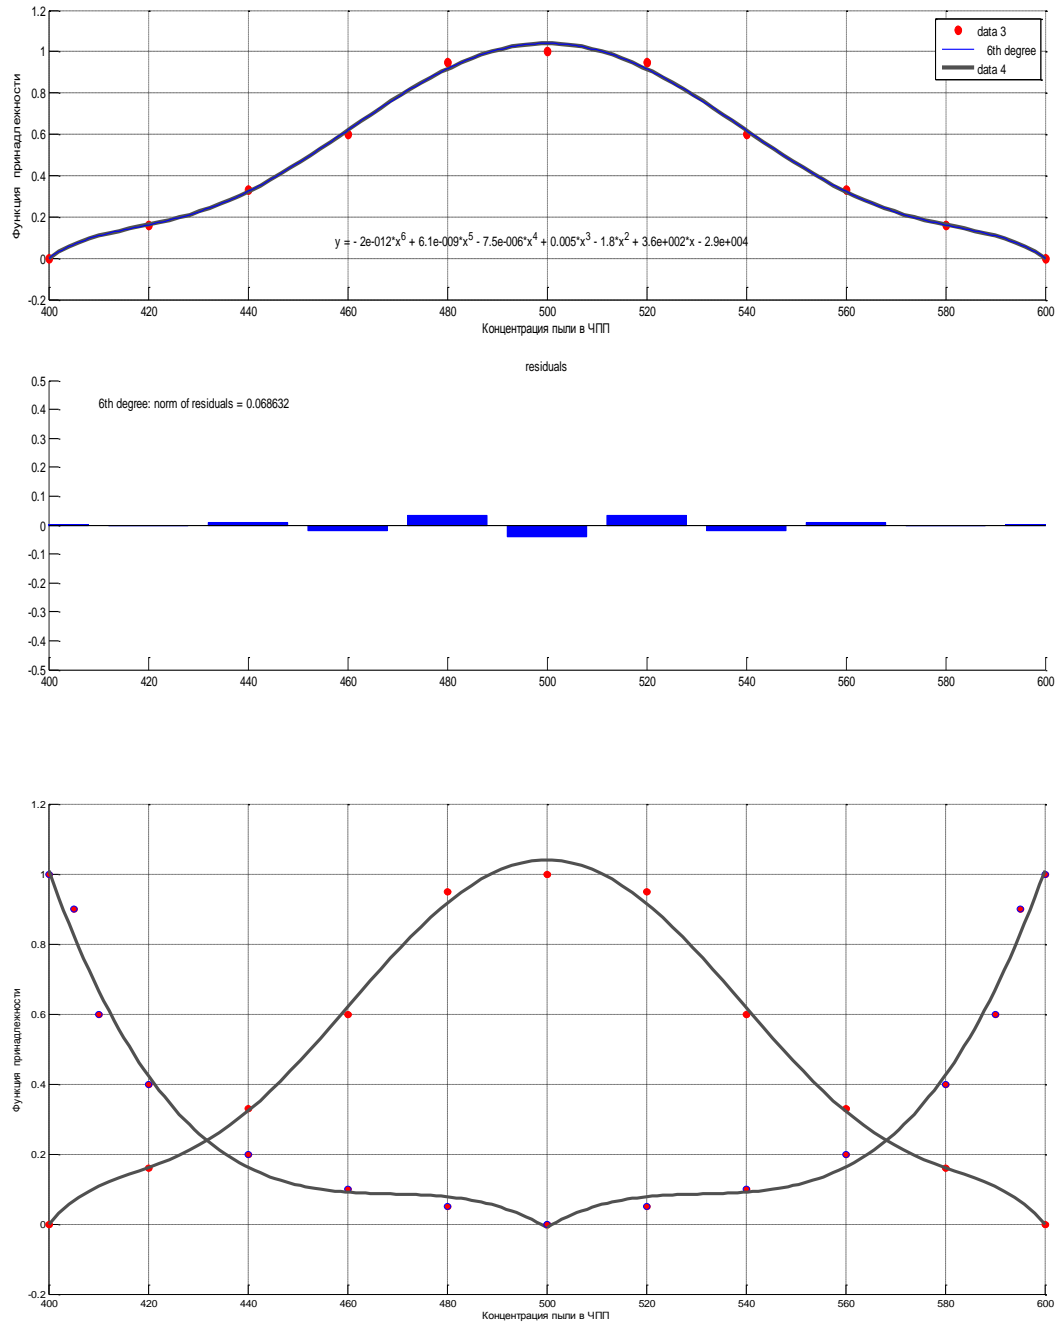 1.2
1
0.8
0.6
0.4
0.2
0
-0.2
Функция принадлежности
data 3
6th degree
data 4
y = - 2e-012*x^6 + 6.1e-009*x^5 - 7.5e-006*x^4 + 0.005*x^3 - 1.8*x^2 + 3.6e+002*x - 2.9e+004
400 420 440 460 480 500 520 540 560 580 600
Концентрация пыли в ЧПП
residuals
0.5
0.4
0.3
0.2
0.1
0
-0.1
-0.2
-0.3
-0.4
-0.5
6th degree: norm of residuals = 0.068632
400 420 440 460 480 500 520 540 560 580 600
1.2
1
0.8
0.6
0.4
0.2
0
-0.2
Функция принадлежности
400 420 440 460 480 500 520 540 560 580 600
Концентрация пыли в ЧПП